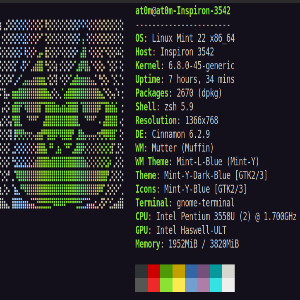 at0m@at0m-Inspiron-3542
-----------------------
OS: Linux Mint 22 x86_64
Host: Inspiron 3542
Kernel: 6.8.0-45-generic
Uptime: 7 hours, 34 mins
Packages: 2670 (dpkg)
Shell: zsh 5.9
Resolution: 1366x768
DE: Cinnamon 6.2.9
WM: Mutter (Muffin)
WM Theme: Mint-L-Blue (Mint-Y)
Theme: Mint-Y-Dark-Blue [GTK2/3]
Icons: Mint-Y-Blue [GTK2/3]
Terminal: gnome-terminal
CPU: Intel Pentium 3558U (2) @ 1.700GHz
GPU: Intel Haswell-ULT
Memory: 1952MiB / 3820MiB